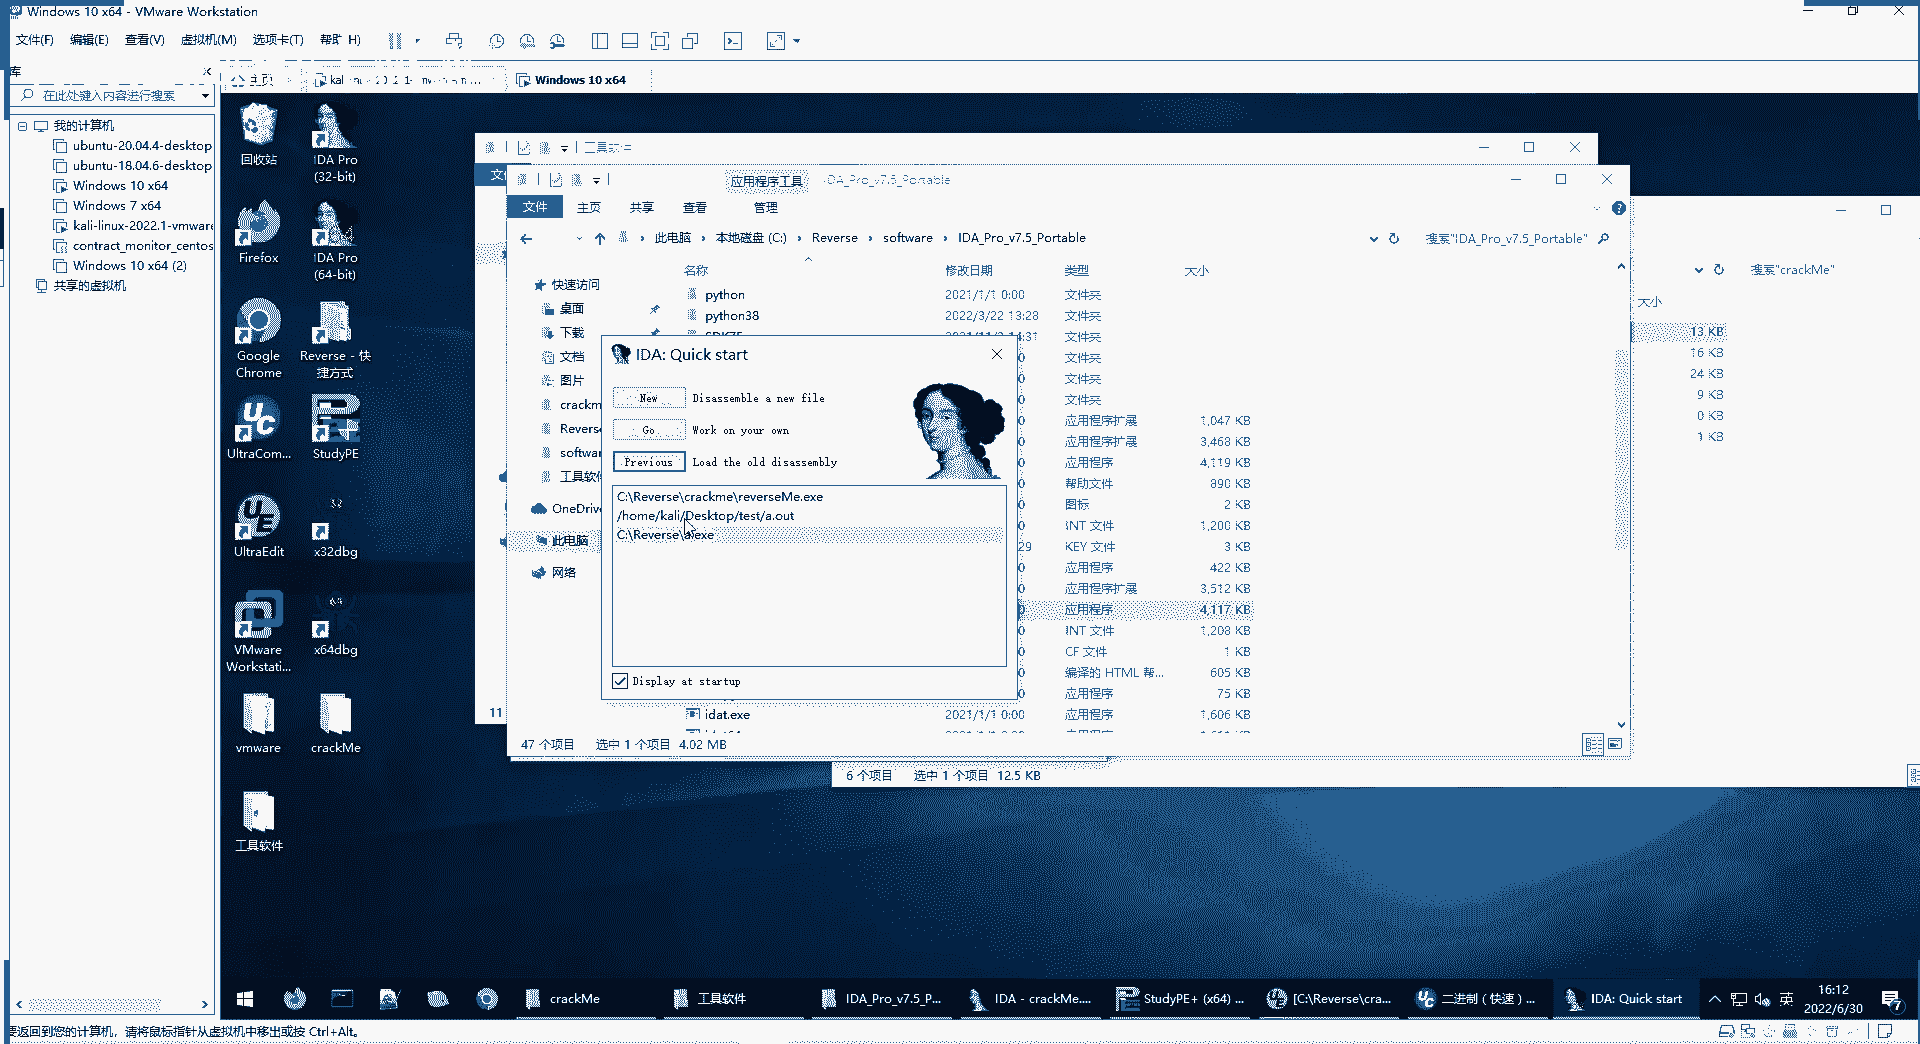 Windows 10 x64 - VMware Workstation
文件(F) 编辑(E) 查看(V) 虚拟机(M) 选项卡(T) 帮助 H)
库
主页
Windows 10 x64
在此处键入内容进行搜索
我的计算机
ubuntu-20.04.4-desktop
ubuntu-18.04.6-desktop
Windows 10 x64
Windows 7 x64
kali-linux-2022.1-vmware
contract_monitor_centos
Windows 10 x64 (2)
共享的虚拟机
回收站
IDA Pro (32-bit)
Firefox
IDA Pro (64-bit)
Google Chrome
Reverse - 快捷方式
UltraCom...
StudyPE
UltraEdit
x32dbg
VMware Workstati...
x64dbg
vmware
crackMe
工具软件
工具软件
应用程序工具 IDA_Pro_v7.5_Portable
文件 主页 共享 查看 管理
此电脑 › 本地磁盘 (C:) › Reverse › software › IDA_Pro_v7.5_Portable
搜索"IDA_Pro_v7.5_Portable"
搜索"crackMe"
名称 修改日期 类型 大小
大小
快速访问
桌面
下载
文档
图片
crackm
Reverse
softwar
工具软件
OneDrive
此电脑
网络
python 2021/1/1 0:00 文件夹
python38 2022/3/22 13:28 文件夹
文件夹
文件夹
文件夹
文件夹
应用程序扩展 1,047 KB
应用程序扩展 3,468 KB
应用程序 4,119 KB
帮助文件 890 KB
图标 2 KB
INT 文件 1,200 KB
KEY 文件 3 KB
应用程序 422 KB
应用程序扩展 3,512 KB
应用程序 4,117 KB
INT 文件 1,208 KB
CF 文件 1 KB
编译的 HTML 帮... 605 KB
应用程序 75 KB
idat.exe 2021/1/1 0:00 应用程序 1,606 KB
47 个项目 选中 1 个项目 4.02 MB
13 KB
16 KB
24 KB
9 KB
0 KB
1 KB
11
6 个项目 选中 1 个项目 12.5 KB
IDA: Quick start
New Disassemble a new file
Go Work on your own
Previous Load the old disassembly
C:\Reverse\crackme\reverseMe.exe
/home/kali/Desktop/test/a.out
C:\Reverse\a.exe
Display at startup
crackMe
工具软件
IDA_Pro_v7.5_P...
IDA - crackMe....
StudyPE+ (x64) ...
[C:\Reverse\cra...
二进制 ( 快速 ) ...
IDA: Quick start
英
16:12
2022/6/30
7
要返回到您的计算机，请将鼠标指针从虚拟机中移出或按 Ctrl+Alt。